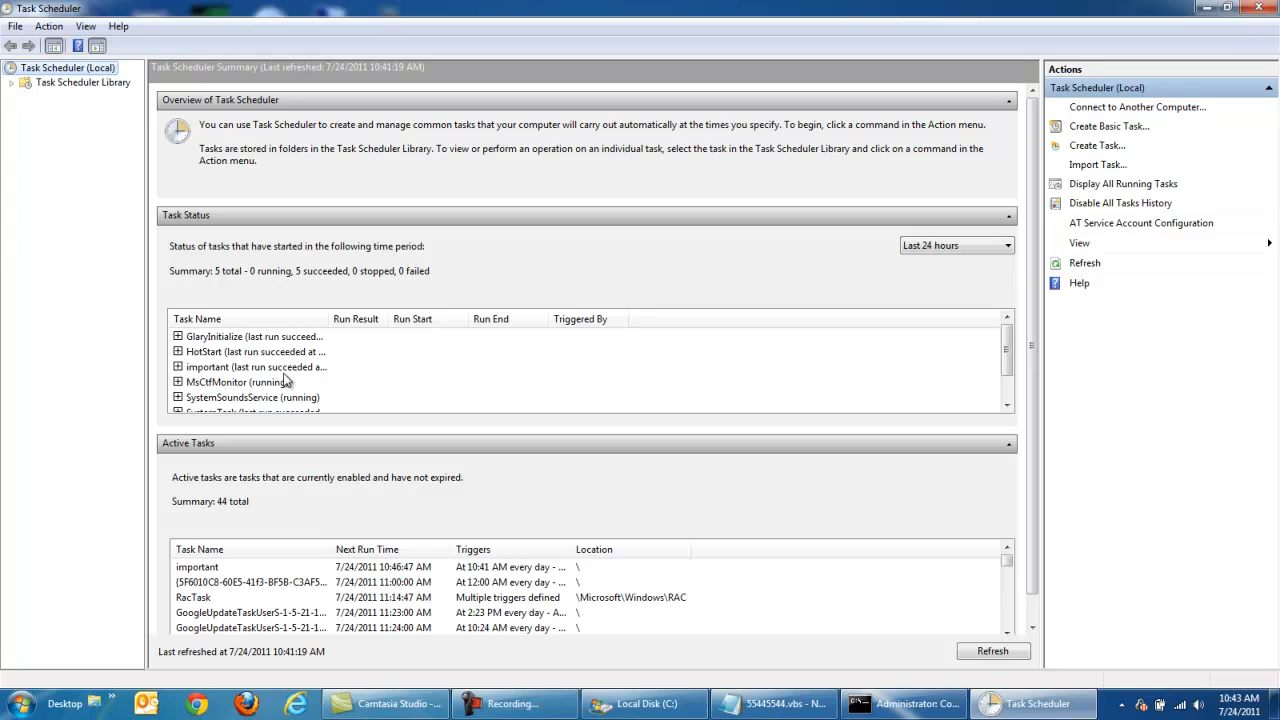 Task Scheduler
File Action View Help
Task Scheduler (Local)
Task Scheduler Library
Task Scheduler Summary (Last refreshed: 7/24/2011 10:41:19 AM)
Overview of Task Scheduler
You can use Task Scheduler to create and manage common tasks that your computer will carry out automatically at the times you specify. To begin, click a command in the Action menu.
Tasks are stored in folders in the Task Scheduler Library. To view or perform an operation on an individual task, select the task in the Task Scheduler Library and click on a command in the
Action menu.
Task Status
Status of tasks that have started in the following time period:
Last 24 hours
Summary: 5 total - 0 running, 5 succeeded, 0 stopped, 0 failed
Task Name Run Result Run Start Run End Triggered By
GlaryInitialize (last run succeed...
HotStart (last run succeeded at ...
important (last run succeeded a...
MsCtfMonitor (running)
SystemSoundsService (running)
SystemTask (last run succeeded
Active Tasks
Active tasks are tasks that are currently enabled and have not expired.
Summary: 44 total
Task Name Next Run Time Triggers Location
important 7/24/2011 10:46:47 AM At 10:41 AM every day - ... \
{5F6010C8-60E5-41f3-BF5B-C3AF5... 7/24/2011 11:00:00 AM At 12:00 AM every day - ... \
RacTask 7/24/2011 11:14:47 AM Multiple triggers defined \Microsoft\Windows\RAC
GoogleUpdateTaskUserS-1-5-21-1... 7/24/2011 11:23:00 AM At 2:23 PM every day - A... \
GoogleUpdateTaskUserS-1-5-21-1... 7/24/2011 11:24:00 AM At 10:24 AM every day - ... \
Last refreshed at 7/24/2011 10:41:19 AM
Refresh
Actions
Task Scheduler (Local)
Connect to Another Computer...
Create Basic Task...
Create Task...
Import Task...
Display All Running Tasks
Disable All Tasks History
AT Service Account Configuration
View
Refresh
Help
Desktop
Camtasia Studio - ...
Recording...
Local Disk (C:)
55445544.vbs - N...
Administrator: Co...
Task Scheduler
10:43 AM
7/24/2011